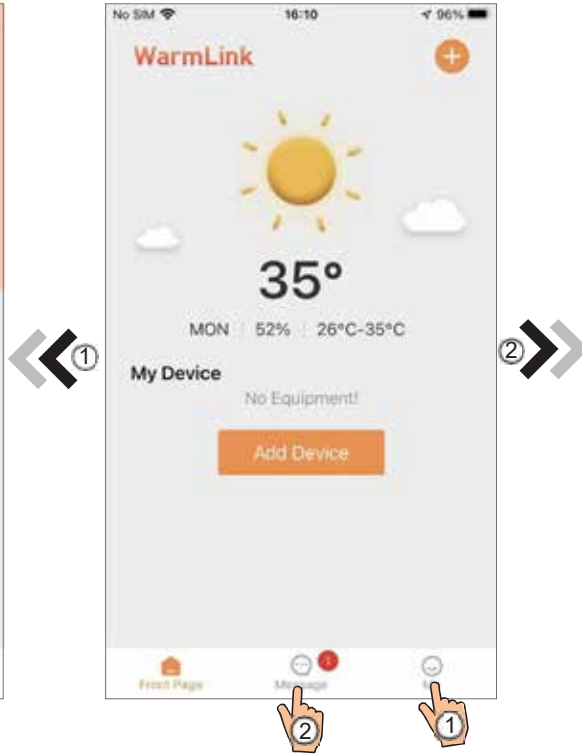 No SIM 16:10 96%
WarmLink
35°
MON 52% 26°C-35°C
① ②
My Device
No Equipment!
Add Device
1
Front Page Message
② ①